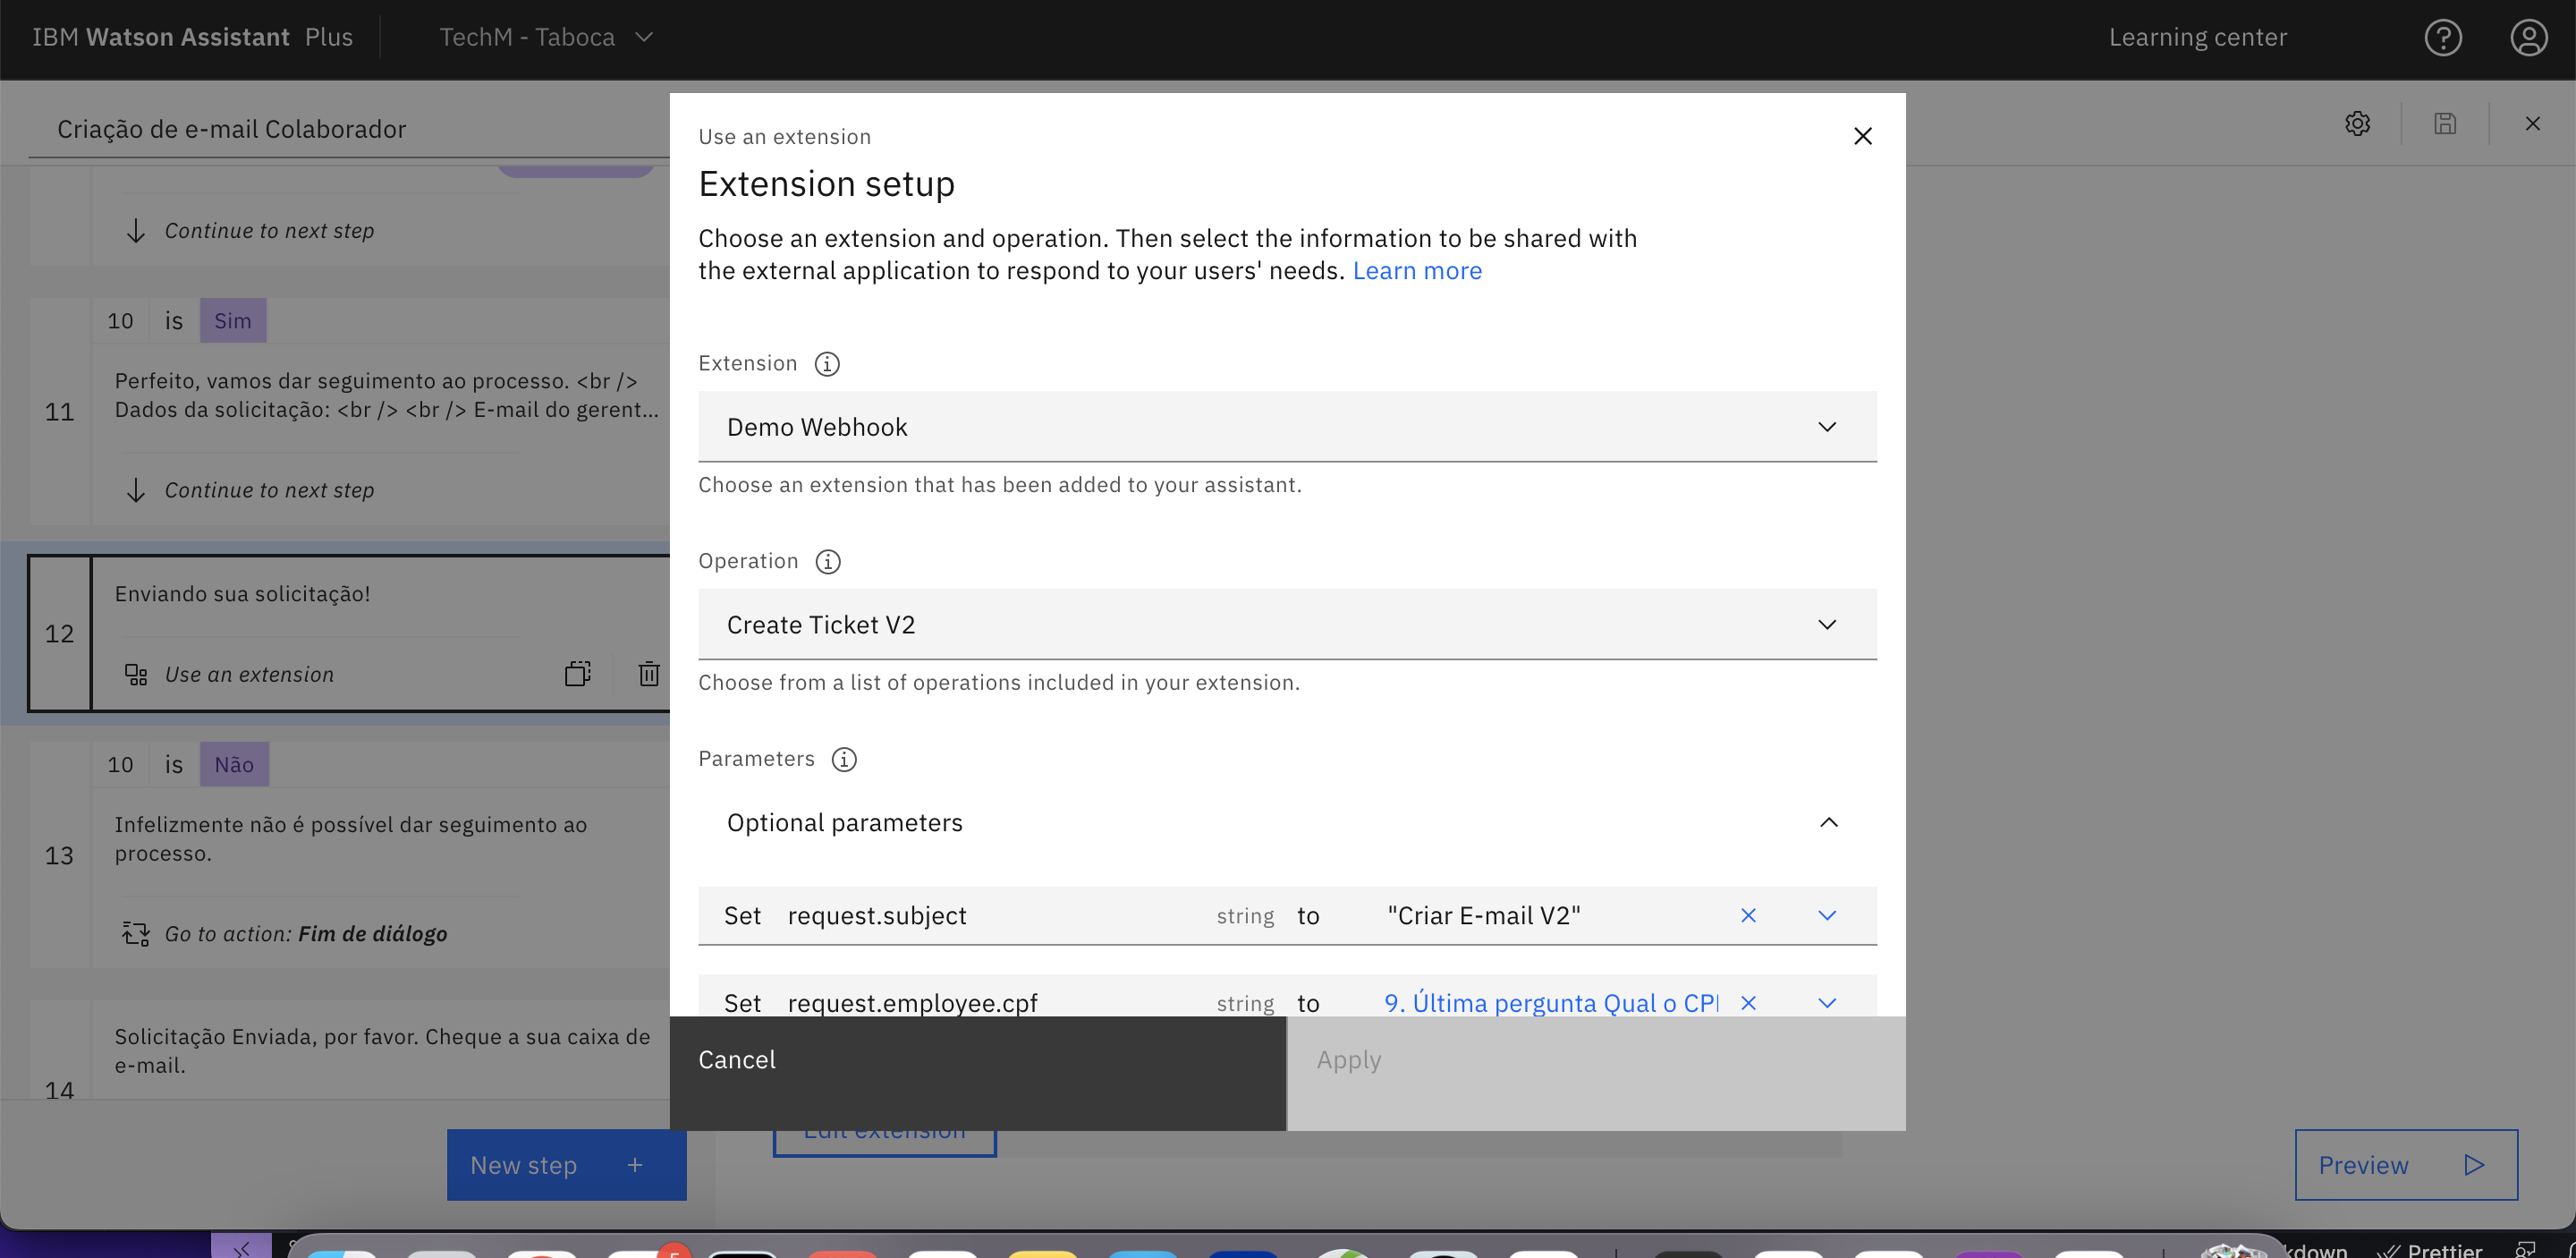 IBM Watson Assistant Plus
TechM - Taboca
Learning center
Criação de e-mail Colaborador
Continue to next step
10 is Sim
11
Perfeito, vamos dar seguimento ao processo. <br />
Dados da solicitação: <br /> <br /> E-mail do gerent...
Continue to next step
12
Enviando sua solicitação!
Use an extension
10 is Não
13
Infelizmente não é possível dar seguimento ao
processo.
Go to action: Fim de diálogo
14
Solicitação Enviada, por favor. Cheque a sua caixa de
e-mail.
New step +
Use an extension
Extension setup
Choose an extension and operation. Then select the information to be shared with
the external application to respond to your users' needs. Learn more
Extension
Demo Webhook
Choose an extension that has been added to your assistant.
Operation
Create Ticket V2
Choose from a list of operations included in your extension.
Parameters
Optional parameters
Set request.subject string to "Criar E-mail V2"
Set request.employee.cpf string to 9. Última pergunta Qual o CP
Cancel
Apply
Edit extension
Preview
5
kdown
Prettier